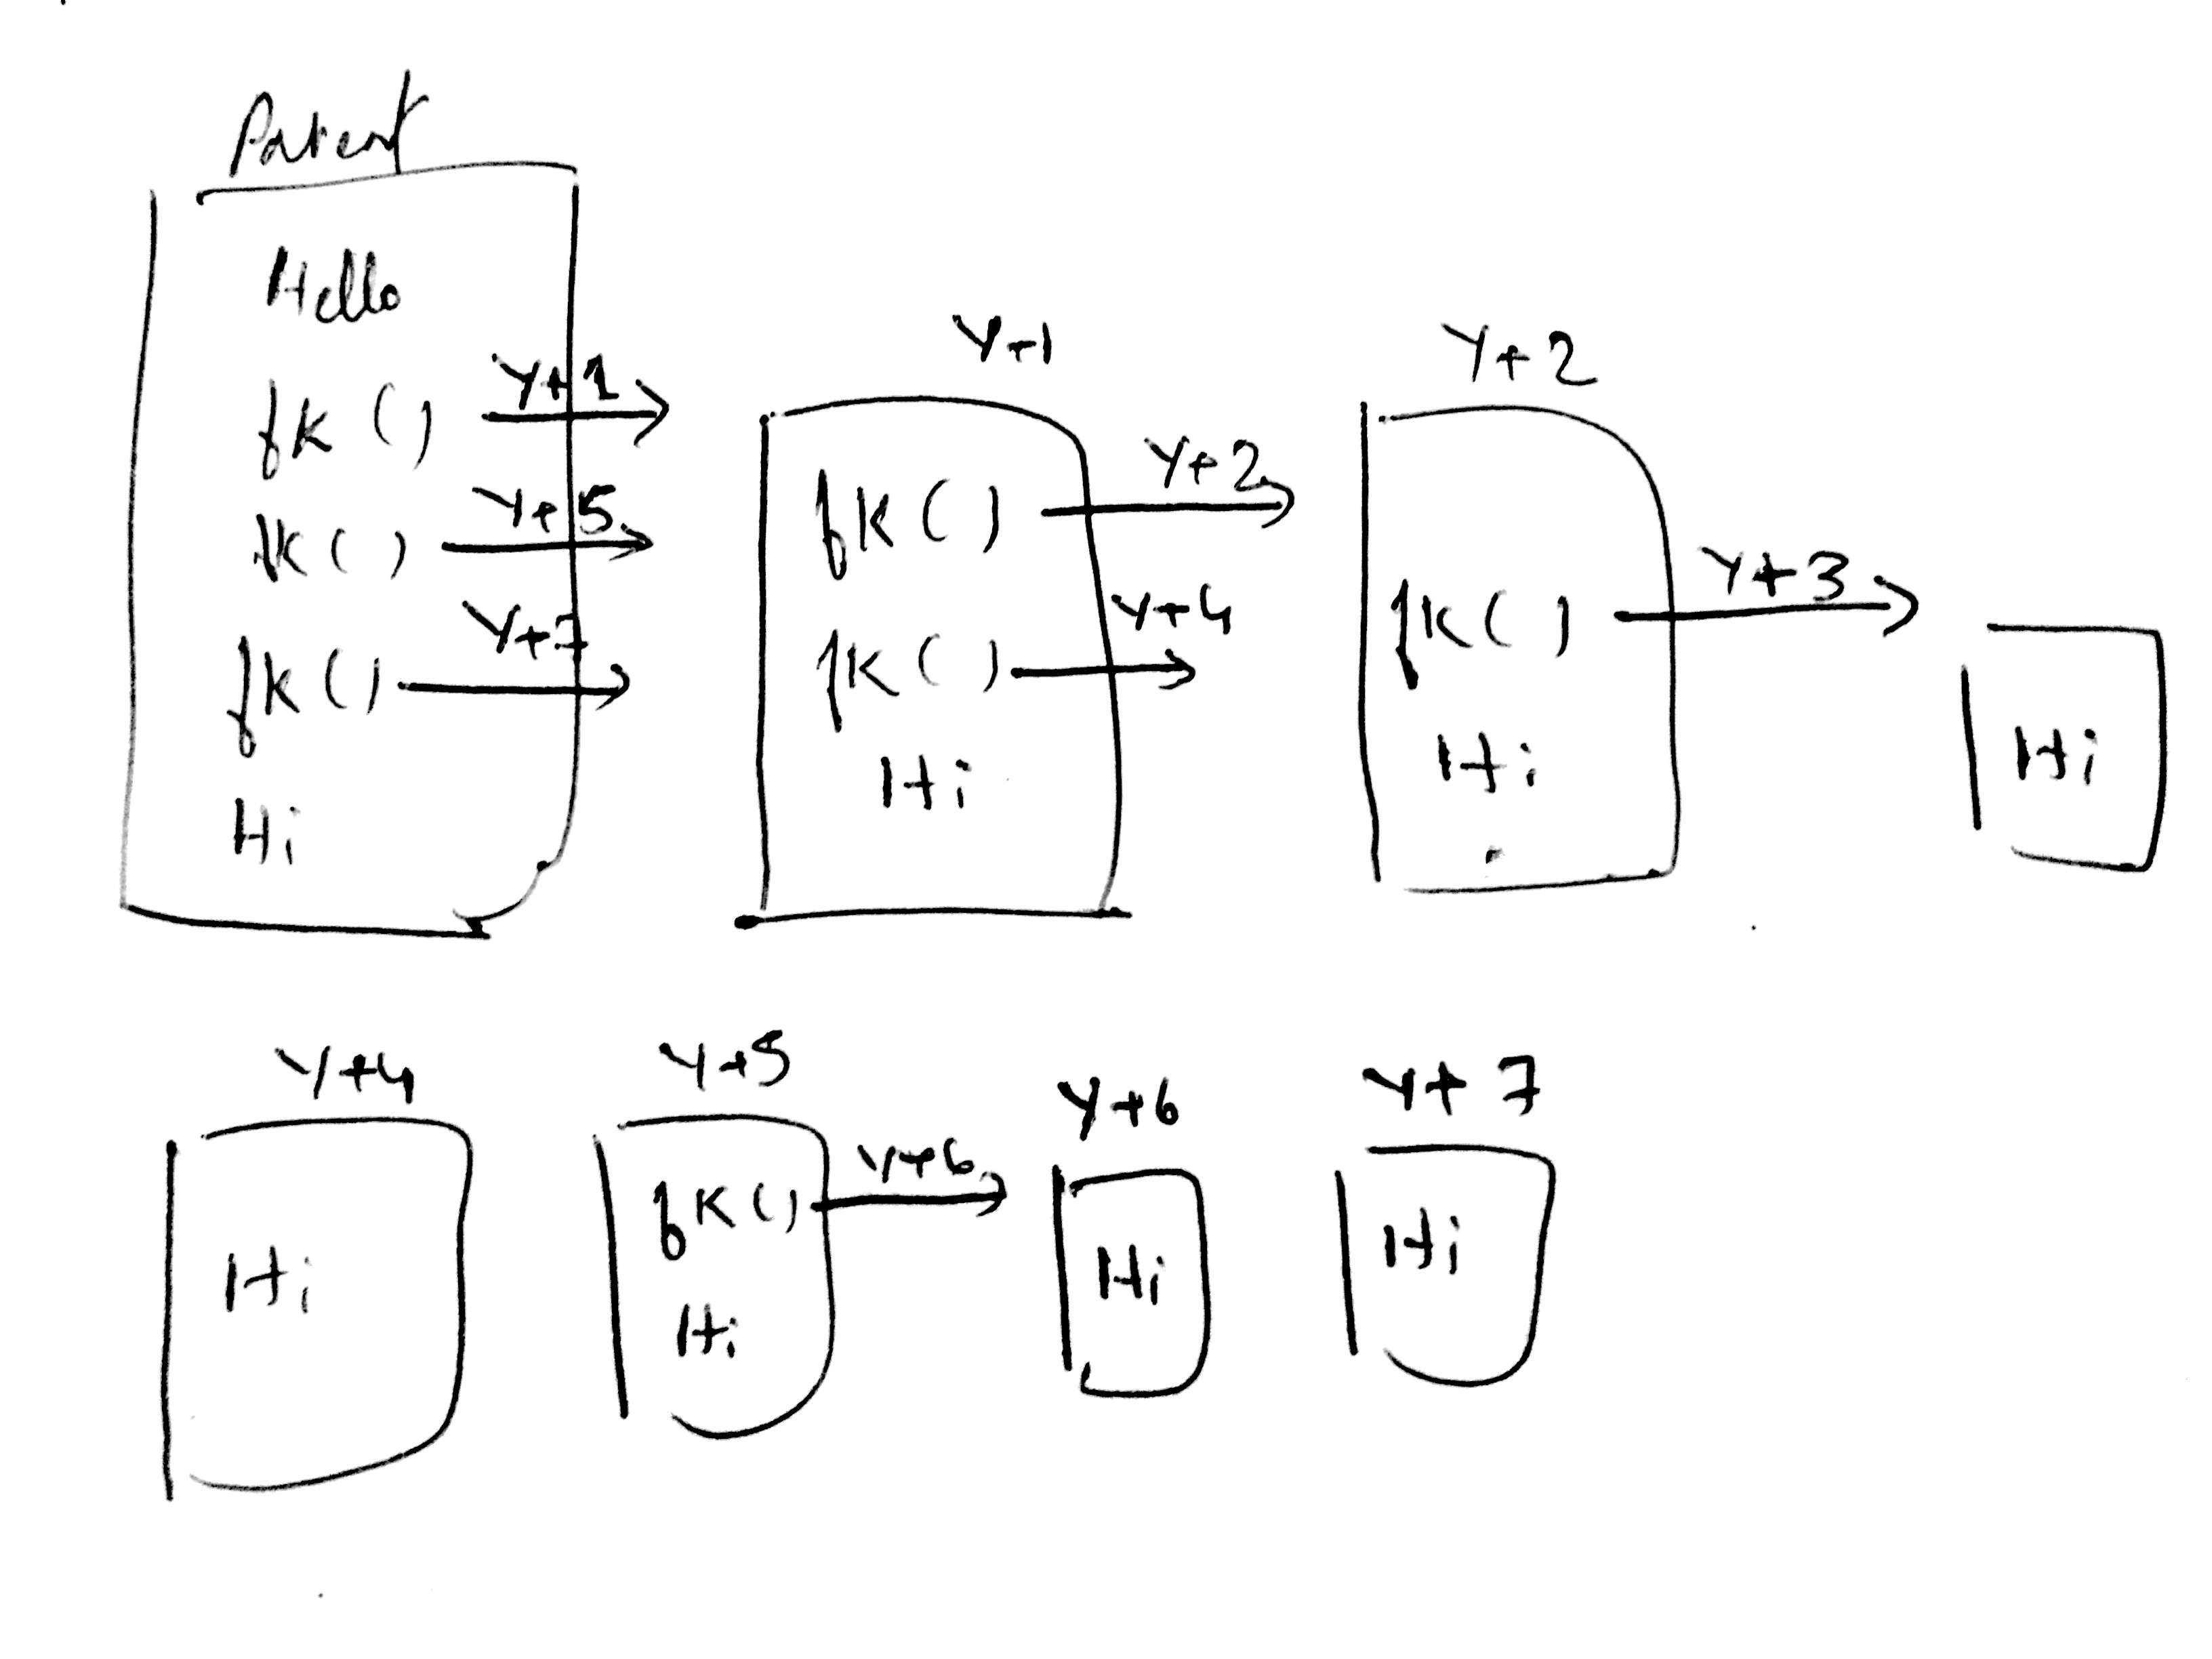 Parent
Hello
fk () Y+1
fk () Y+5
fk () Y+7
Hi
Y+1
fk () Y+2
fk () Y+4
Hi
Y+2
fk () Y+3
Hi
Hi
Y+4
Hi
Y+5
fk () Y+6
Hi
Y+6
Hi
Y+7
Hi